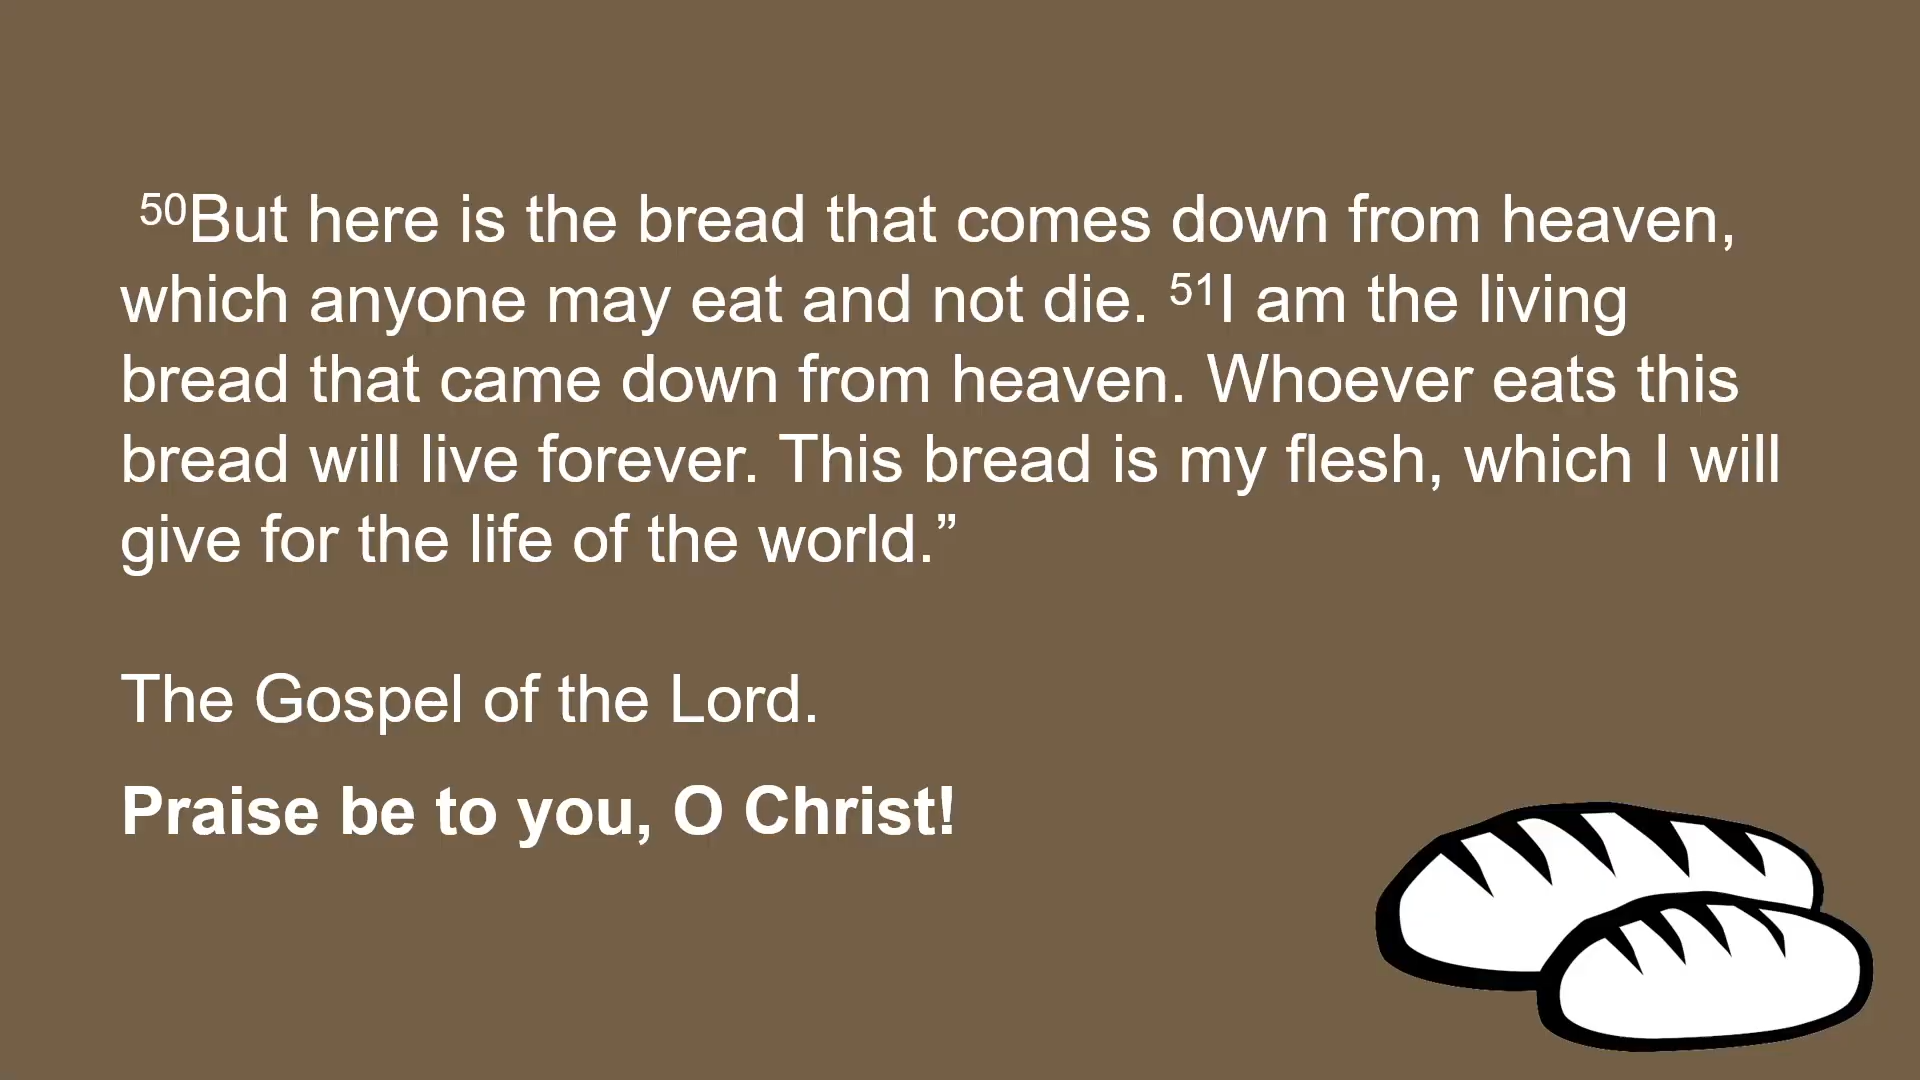 ⁵⁰But here is the bread that comes down from heaven,
which anyone may eat and not die. ⁵¹I am the living
bread that came down from heaven. Whoever eats this
bread will live forever. This bread is my flesh, which I will
give for the life of the world.”
The Gospel of the Lord.
Praise be to you, O Christ!